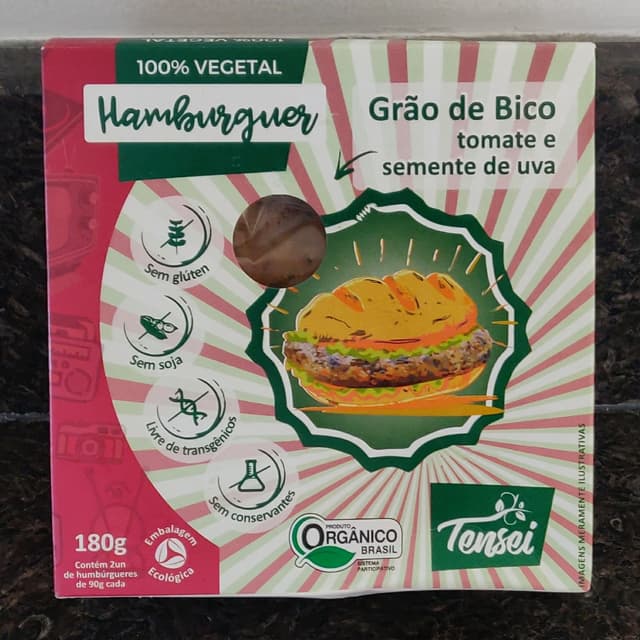 100% VEGETAL
Hamburguer
Grão de Bico
tomate e
semente de uva
Sem glúten
Sem soja
Livre de transgênicos
Sem conservantes
180g
Contém 2un
de humbúrgueres
de 90g cada
Embalagem
Ecológica
PRODUTO
ORGÂNICO
BRASIL
SISTEMA
PARTICIPATIVO
Tensei
IMAGENS MERAMENTE ILUSTRATIVAS